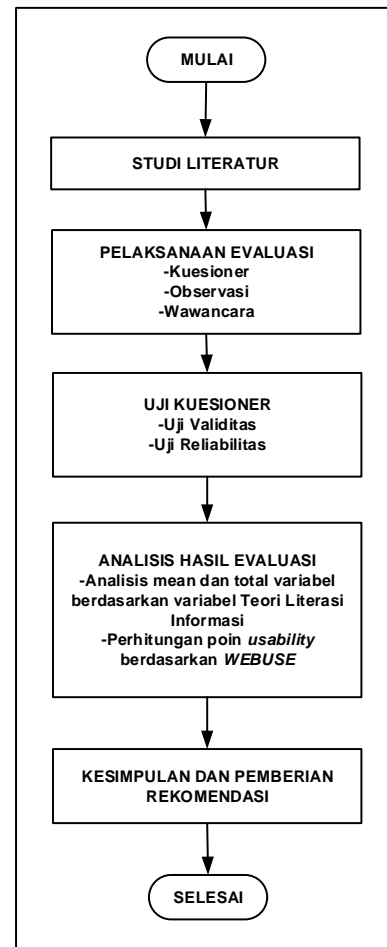 MULAI
STUDI LITERATUR
PELAKSANAAN EVALUASI
-Kuesioner
-Observasi
-Wawancara
UJI KUESIONER
-Uji Validitas
-Uji Reliabilitas
ANALISIS HASIL EVALUASI
-Analisis mean dan total variabel
berdasarkan variabel Teori Literasi
Informasi
-Perhitungan poin usability
berdasarkan WEBUSE
KESIMPULAN DAN PEMBERIAN
REKOMENDASI
SELESAI